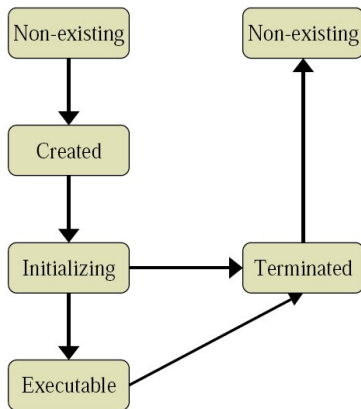 Non-existing
Non-existing
Created
Initializing
Terminated
Executable